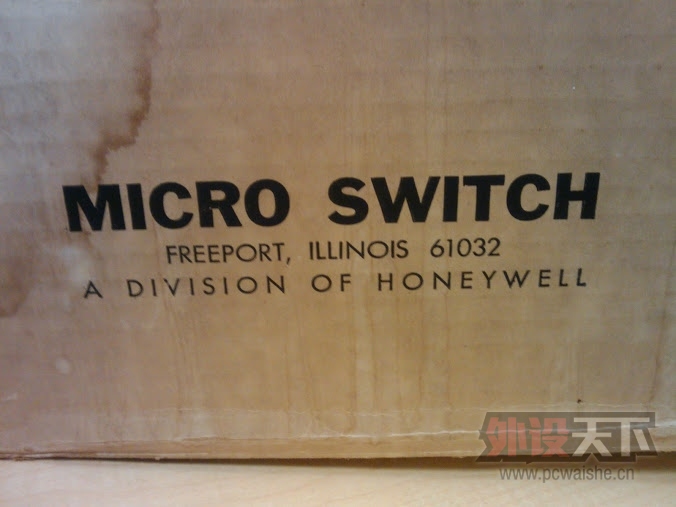 MICRO SWITCH
FREEPORT, ILLINOIS 61032
A DIVISION OF HONEYWELL
外设天下
www.pcwaishe.cn